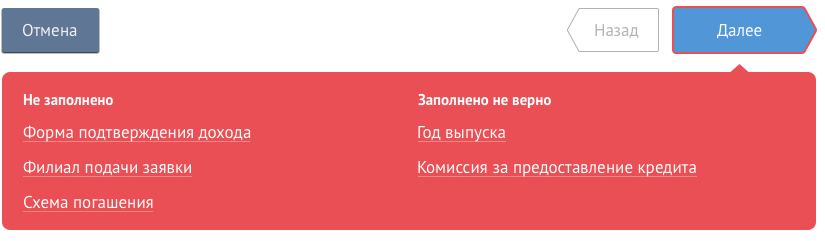 Отмена
Назад
Далее
Не заполнено
Форма подтверждения дохода
Филиал подачи заявки
Схема погашения
Заполнено не верно
Год выпуска
Комиссия за предоставление кредита